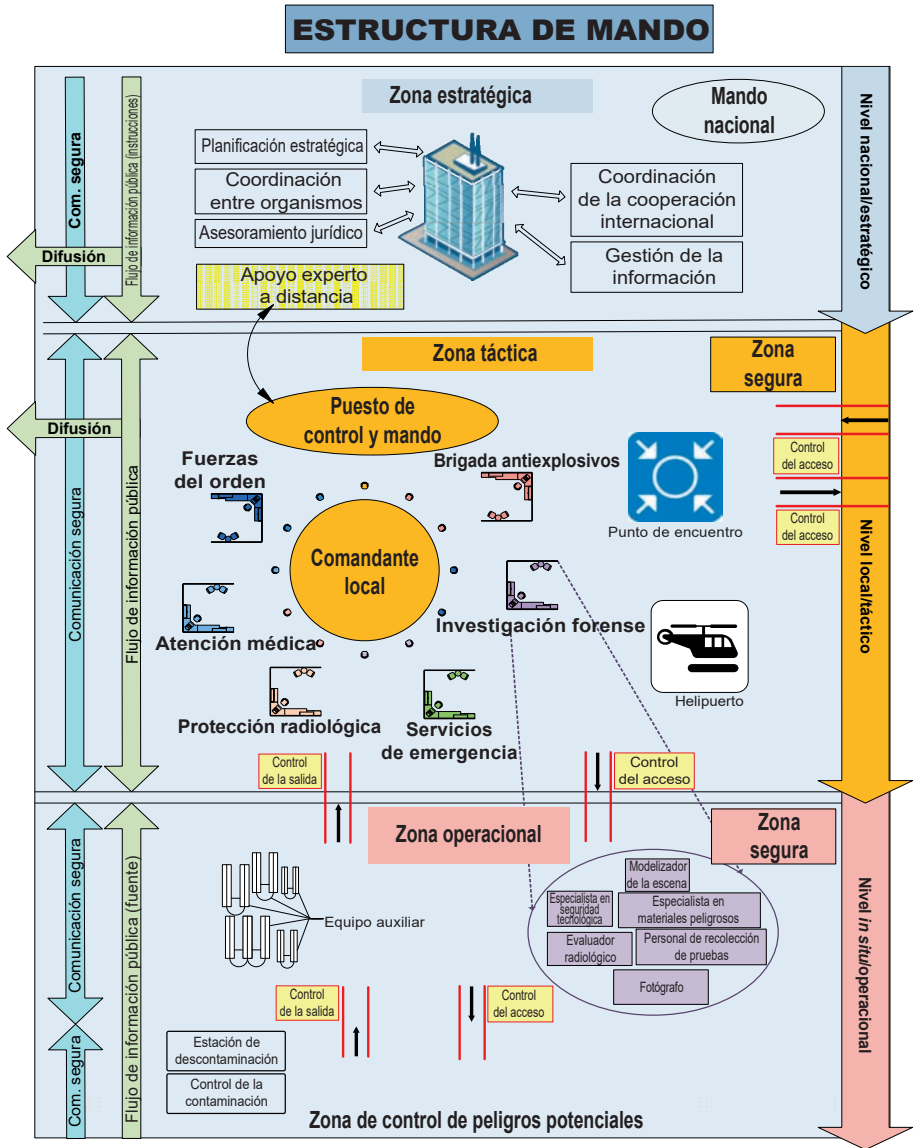 ESTRUCTURA DE MANDO
Zona estratégica
Mando
nacional
Planificación estratégica
Coordinación
entre organismos
Asesoramiento jurídico
Coordinación
de la cooperación
internacional
Gestión de la
información
Apoyo experto
a distancia
Com. segura
Flujo de información pública (instrucciones)
Difusión
Nivel nacional/estratégico
Zona táctica
Zona
segura
Puesto de
control y mando
Difusión
Comunicación segura
Flujo de información pública
Fuerzas
del orden
Brigada antiexplosivos
Punto de encuentro
Control
del acceso
Control
del acceso
Comandante
local
Atención médica
Investigación forense
Helipuerto
Protección radiológica
Servicios
de emergencia
Nivel local/táctico
Control
de la salida
Control
del acceso
Zona operacional
Zona
segura
Comunicación segura
Flujo de información pública (fuente)
Equipo auxiliar
Modelizador
de la escena
Especialista en
seguridad
tecnológica
Especialista en
materiales peligrosos
Evaluador
radiológico
Personal de recolección
de pruebas
Fotógrafo
Nivel in situ/operacional
Control
de la salida
Control
del acceso
Com. segura
Estación de
descontaminación
Control de la
contaminación
Zona de control de peligros potenciales